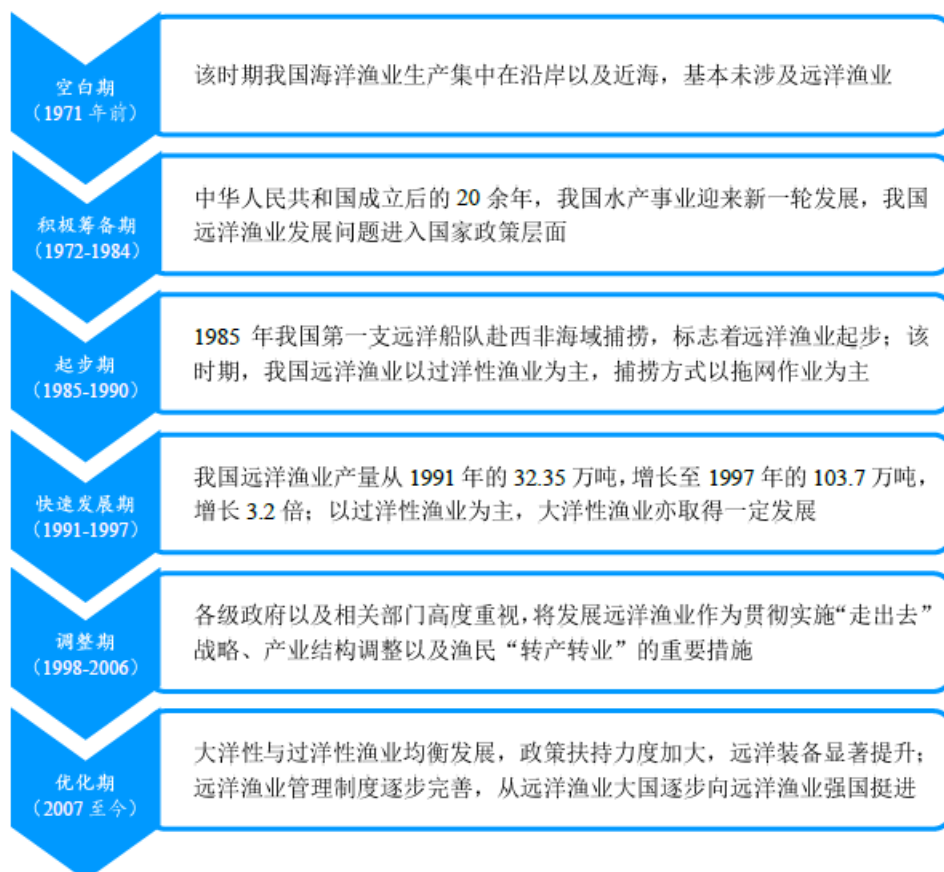 空白期
（1971 年前）
该时期我国海洋渔业生产集中在沿岸以及近海，基本未涉及远洋渔业
积极筹备期
（1972-1984）
中华人民共和国成立后的 20 余年，我国水产事业迎来新一轮发展，我国
远洋渔业发展问题进入国家政策层面
起步期
（1985-1990）
1985 年我国第一支远洋船队赴西非海域捕捞，标志着远洋渔业起步；该
时期，我国远洋渔业以过洋性渔业为主，捕捞方式以拖网作业为主
快速发展期
（1991-1997）
我国远洋渔业产量从 1991 年的 32.35 万吨，增长至 1997 年的 103.7 万吨，
增长 3.2 倍；以过洋性渔业为主，大洋性渔业亦取得一定发展
调整期
（1998-2006）
各级政府以及相关部门高度重视，将发展远洋渔业作为贯彻实施“走出去”
战略、产业结构调整以及渔民“转产转业”的重要措施
优化期
（2007 至今）
大洋性与过洋性渔业均衡发展，政策扶持力度加大，远洋装备显著提升；
远洋渔业管理制度逐步完善，从远洋渔业大国逐步向远洋渔业强国挺进